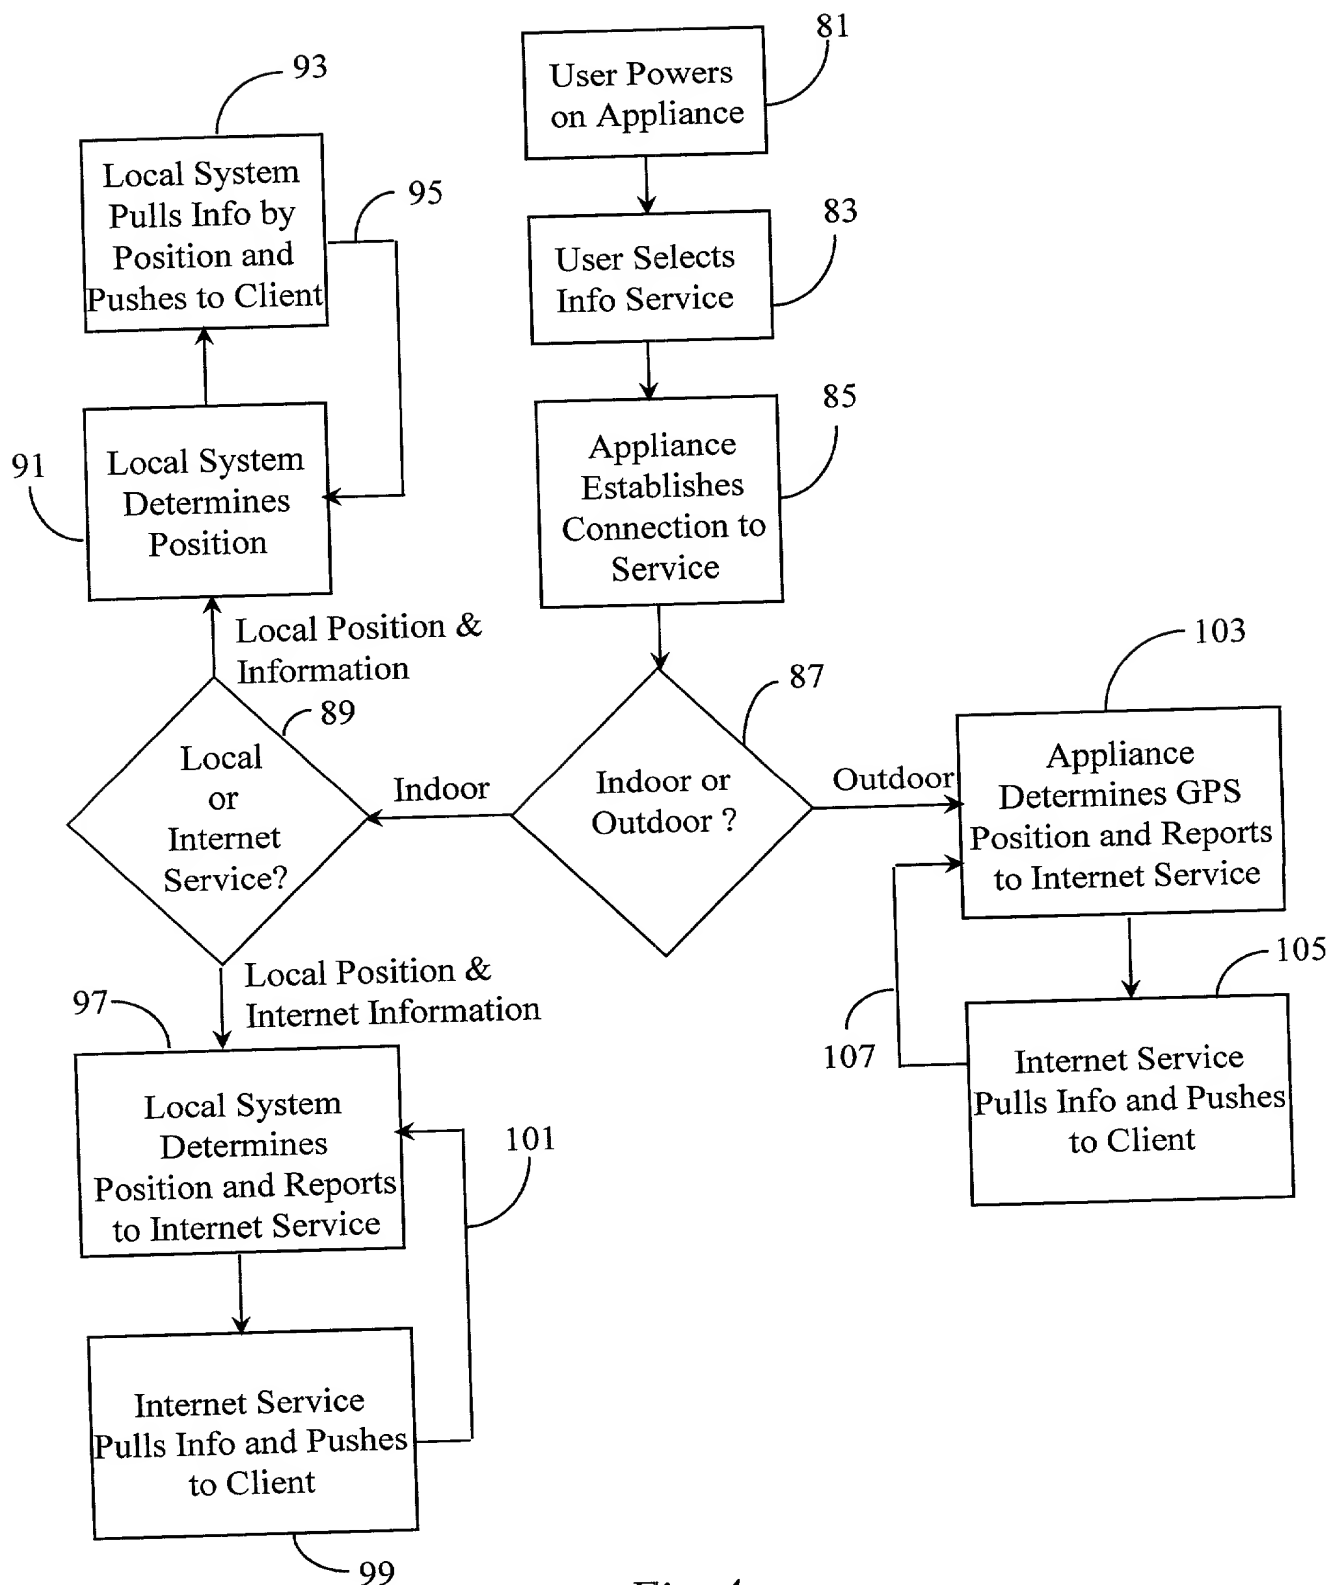 81
User Powers
on Appliance
83
User Selects
Info Service
85
Appliance
Establishes
Connection to
Service
87
Indoor or
Outdoor ?
Indoor
Outdoor
89
Local
or
Internet
Service?
Local Position &
Information
91
Local System
Determines
Position
93
Local System
Pulls Info by
Position and
Pushes to Client
95
Local Position &
Internet Information
97
Local System
Determines
Position and Reports
to Internet Service
101
Internet Service
Pulls Info and Pushes
to Client
99
103
Appliance
Determines GPS
Position and Reports
to Internet Service
105
Internet Service
Pulls Info and Pushes
to Client
107